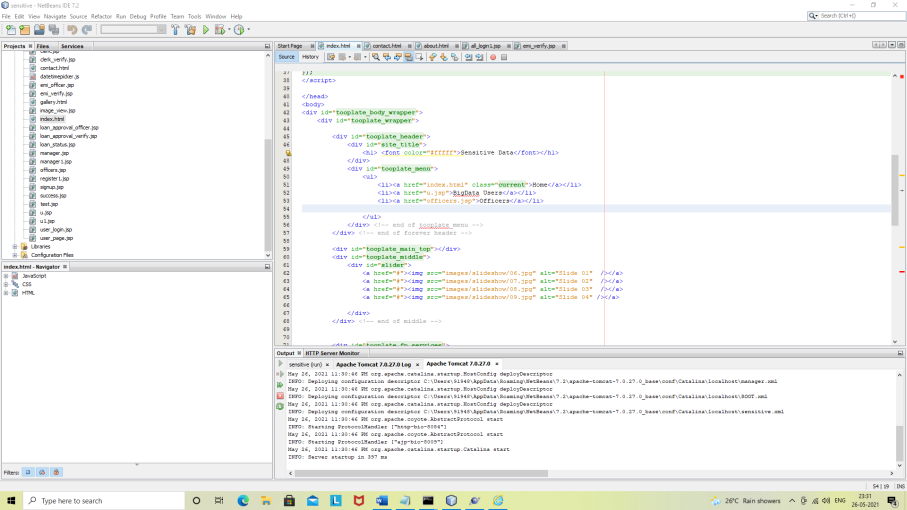 sensitive - NetBeans IDE 7.2
File Edit View Navigate Source Refactor Run Debug Profile Team Tools Window Help
Search (Ctrl+I)
Projects Files Services
clerk.jsp
clerk_verify.jsp
contact.html
datetimepicker.js
emi_officer.jsp
emi_verify.jsp
gallery.html
image_view.jsp
index.html
loan_approval_officer.jsp
loan_approval_verify.jsp
loan_status.jsp
manager.jsp
manager1.jsp
officers.jsp
register1.jsp
signup.jsp
success.jsp
test.jsp
u.jsp
u1.jsp
user_login.jsp
user_page.jsp
Libraries
Configuration Files
index.html - Navigator
JavaScript
CSS
HTML
Filters:
Start Page index.html contact.html about.html all_login1.jsp emi_verify.jsp
Source History
37 });
38 </script>
39
40 </head>
41 <body>
42 <div id="tooplate_body_wrapper">
43 <div id="tooplate_wrapper">
44
45 <div id="tooplate_header">
46 <div id="site_title">
<h1> <font color="#fffff">Sensitive Data</font></h1>
48 </div>
49 <div id="tooplate_menu">
50 <ul>
51 <li><a href="index.html" class="current">Home</a></li>
52 <li><a href="u.jsp">BigData Users</a></li>
53 <li><a href="officers.jsp">Officers</a></li>
54
55 </ul>
56 </div> <!-- end of tooplate_menu -->
57 </div> <!-- end of forever header -->
58
59 <div id="tooplate_main_top"></div>
60 <div id="tooplate_middle">
61 <div id="slider">
62 <a href="#"><img src="images/slideshow/06.jpg" alt="Slide 01" /></a>
63 <a href="#"><img src="images/slideshow/07.jpg" alt="Slide 02" /></a>
64 <a href="#"><img src="images/slideshow/08.jpg" alt="Slide 03" /></a>
65 <a href="#"><img src="images/slideshow/09.jpg" alt="Slide 04" /></a>
66
67 </div>
68 </div> <!-- end of middle -->
69
70
71 <div id="tooplate_fp_services">
Output HTTP Server Monitor
sensitive (run) Apache Tomcat 7.0.27.0 Log Apache Tomcat 7.0.27.0
May 26, 2021 11:30:46 PM org.apache.catalina.startup.HostConfig deployDescriptor
INFO: Deploying configuration descriptor C:\Users\91948\AppData\Roaming\NetBeans\7.2\apache-tomcat-7.0.27.0_base\conf\Catalina\localhost\manager.xml
May 26, 2021 11:30:46 PM org.apache.catalina.startup.HostConfig deployDescriptor
INFO: Deploying configuration descriptor C:\Users\91948\AppData\Roaming\NetBeans\7.2\apache-tomcat-7.0.27.0_base\conf\Catalina\localhost\ROOT.xml
May 26, 2021 11:30:46 PM org.apache.catalina.startup.HostConfig deployDescriptor
INFO: Deploying configuration descriptor C:\Users\91948\AppData\Roaming\NetBeans\7.2\apache-tomcat-7.0.27.0_base\conf\Catalina\localhost\sensitive.xml
May 26, 2021 11:30:46 PM org.apache.coyote.AbstractProtocol start
INFO: Starting ProtocolHandler ["http-bio-8084"]
May 26, 2021 11:30:46 PM org.apache.coyote.AbstractProtocol start
INFO: Starting ProtocolHandler ["ajp-bio-8009"]
May 26, 2021 11:30:46 PM org.apache.catalina.startup.Catalina start
INFO: Server startup in 397 ms
54 | 19 INS
Type here to search
26°C Rain showers
ENG
23:31
26-05-2021